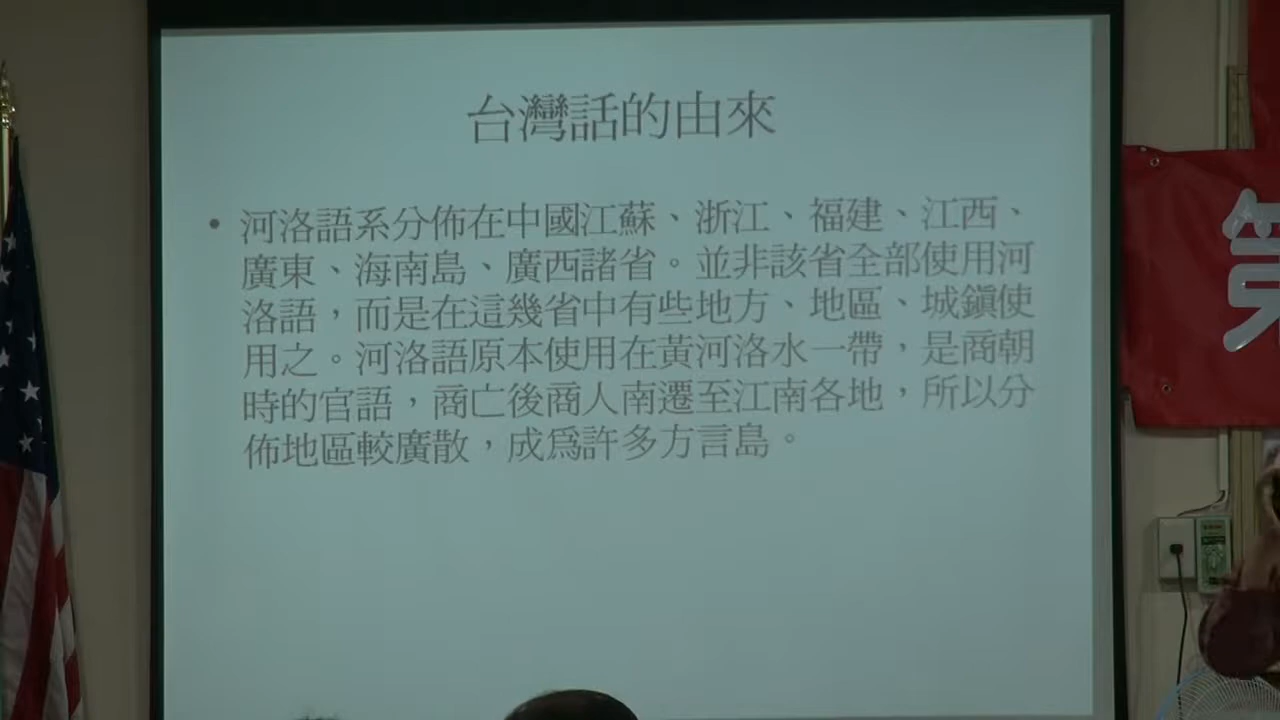 台灣話的由來
• 河洛語系分佈在中國江蘇、浙江、福建、江西、
廣東、海南島、廣西諸省。並非該省全部使用河
洛語，而是在這幾省中有些地方、地區、城鎮使
用之。河洛語原本使用在黃河洛水一帶，是商朝
時的官語，商亡後商人南遷至江南各地，所以分
佈地區較廣散，成為許多方言島。
第